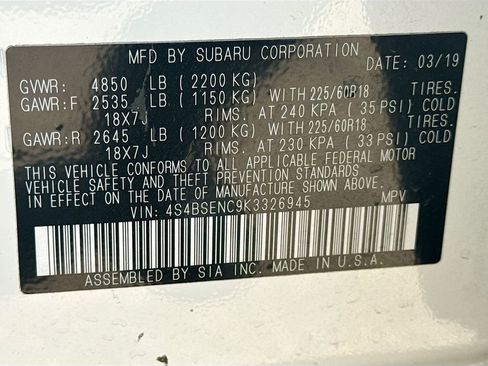 MFD BY SUBARU CORPORATION DATE: 03/19
GVWR: 4850 LB ( 2200 KG)
GAWR:F 2535 LB ( 1150 KG) WITH 225/60R18 TIRES.
18X7J RIMS. AT 240 KPA ( 35 PSI) COLD
GAWR:R 2645 LB ( 1200 KG) WITH 225/60R18 TIRES.
18X7J RIMS. AT 230 KPA ( 33 PSI) COLD
THIS VEHICLE CONFORMS TO ALL APPLICABLE FEDERAL MOTOR
VEHICLE SAFETY AND THEFT PREVENTION STANDARDS
IN EFFECT ON THE DATE OF MANUFACTURE SHOWN ABOVE.
VIN: 4S4BSENC9K3326945 MPV
ASSEMBLED BY SIA INC. MADE IN U.S.A.